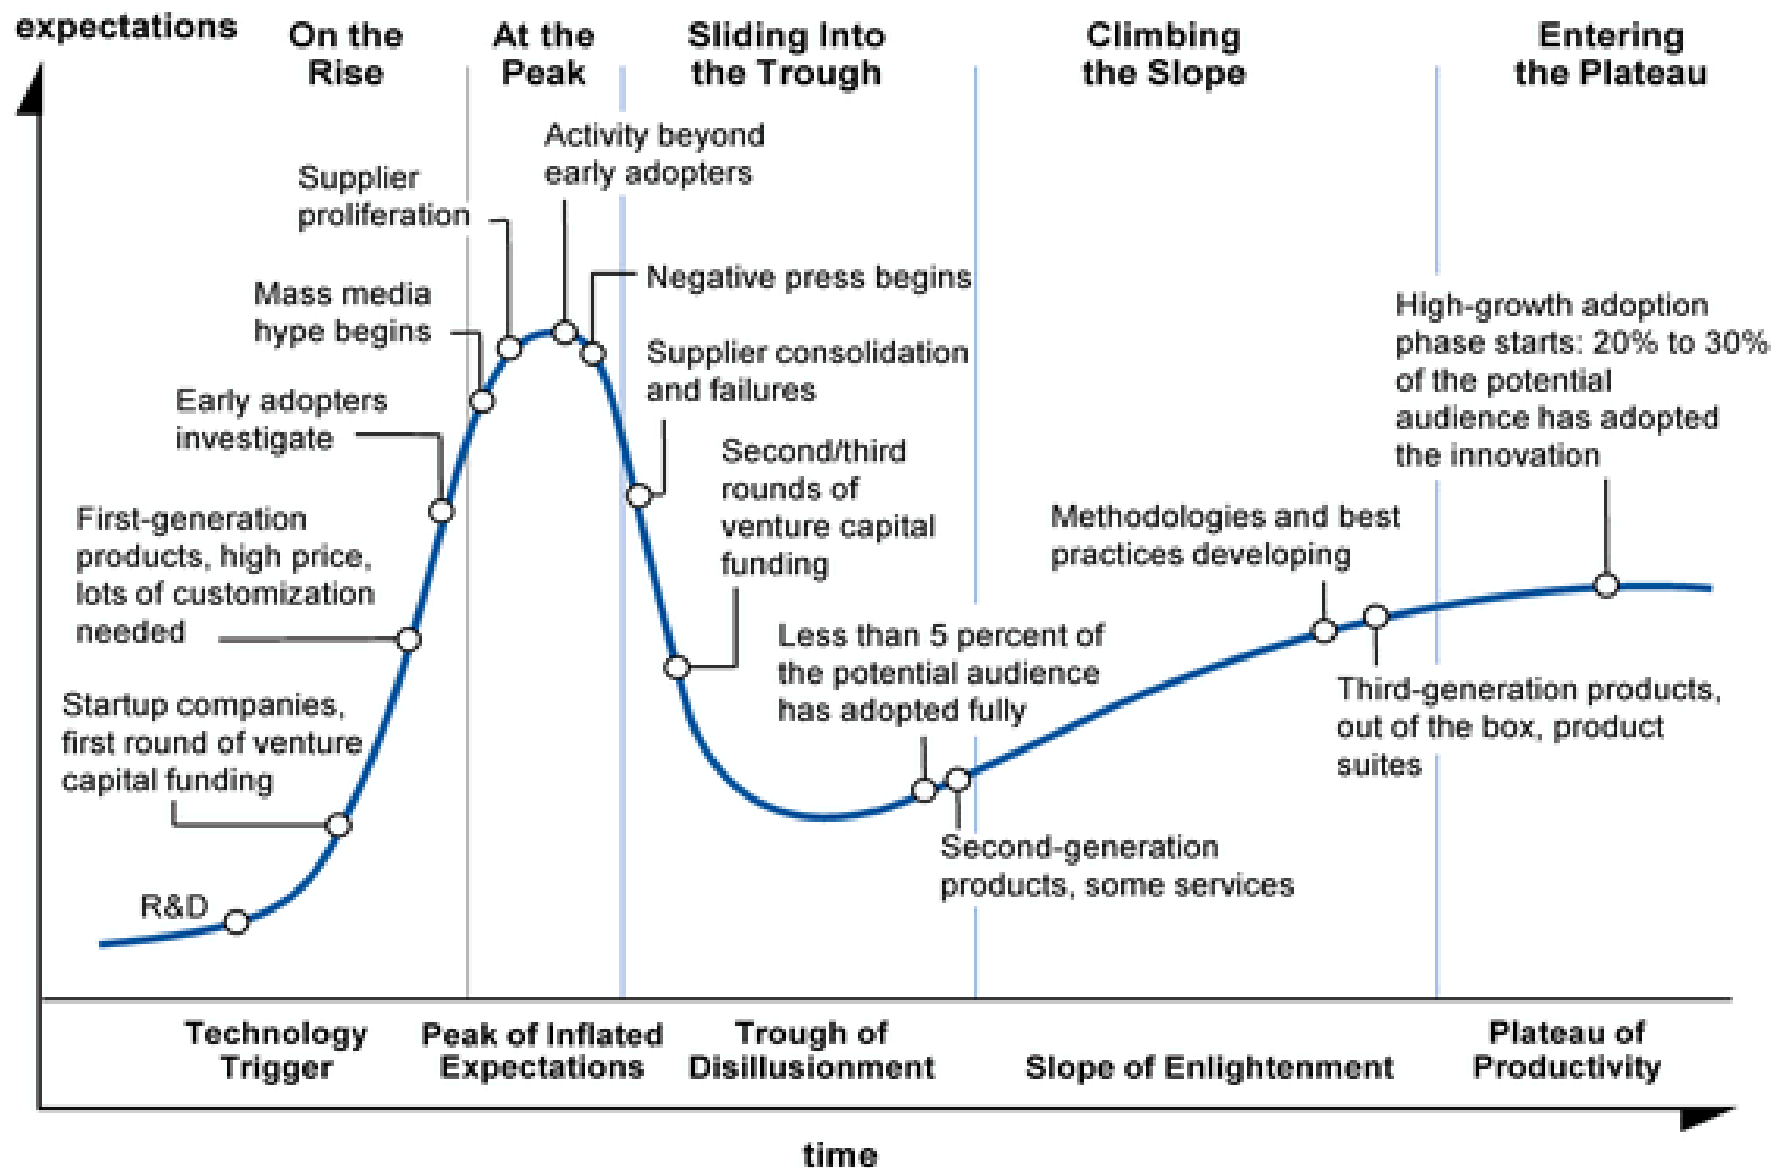 expectations
On the
Rise
At the
Peak
Sliding Into
the Trough
Climbing
the Slope
Entering
the Plateau
Activity beyond
early adopters
Supplier
proliferation
Negative press begins
Mass media
hype begins
Supplier consolidation
and failures
Early adopters
investigate
Second/third
rounds of
venture capital
funding
High-growth adoption
phase starts: 20% to 30%
of the potential
audience has adopted
the innovation
First-generation
products, high price,
lots of customization
needed
Methodologies and best
practices developing
Less than 5 percent of
the potential audience
has adopted fully
Startup companies,
first round of venture
capital funding
Third-generation products,
out of the box, product
suites
Second-generation
products, some services
R&D
Technology
Trigger
Peak of Inflated
Expectations
Trough of
Disillusionment
Slope of Enlightenment
Plateau of
Productivity
time